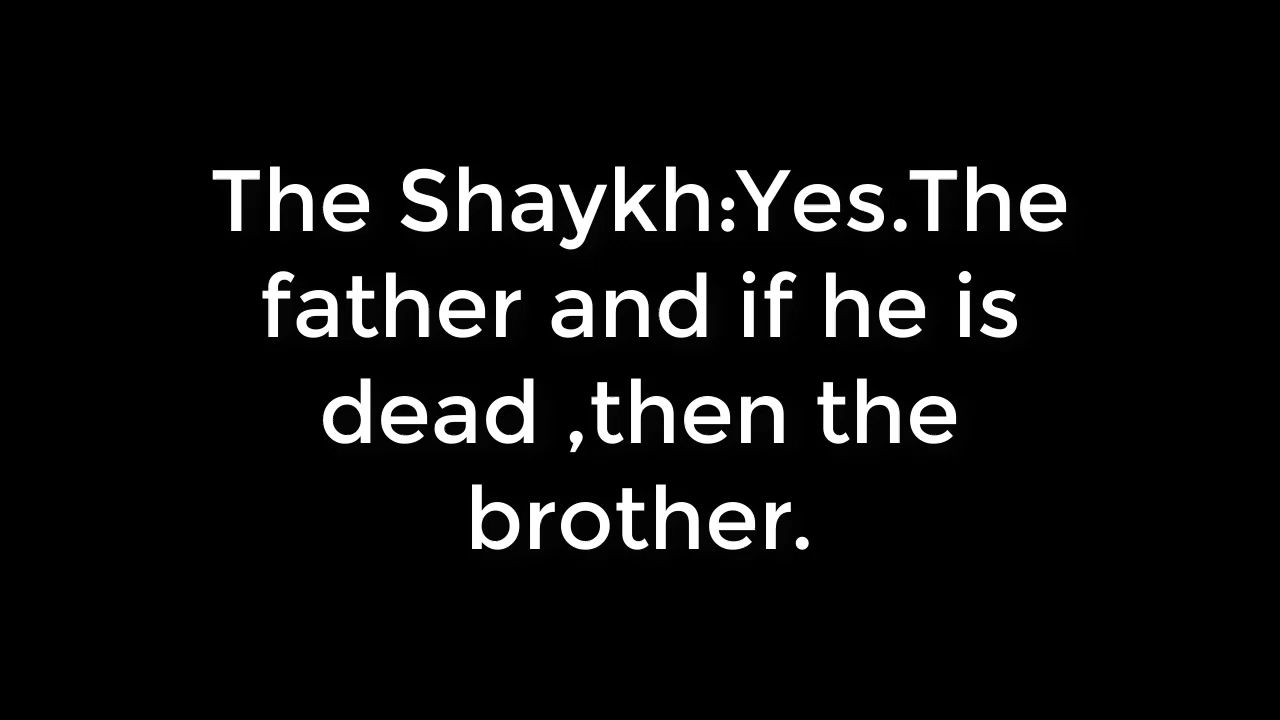 The Shaykh:Yes.The
father and if he is
dead ,then the
brother.